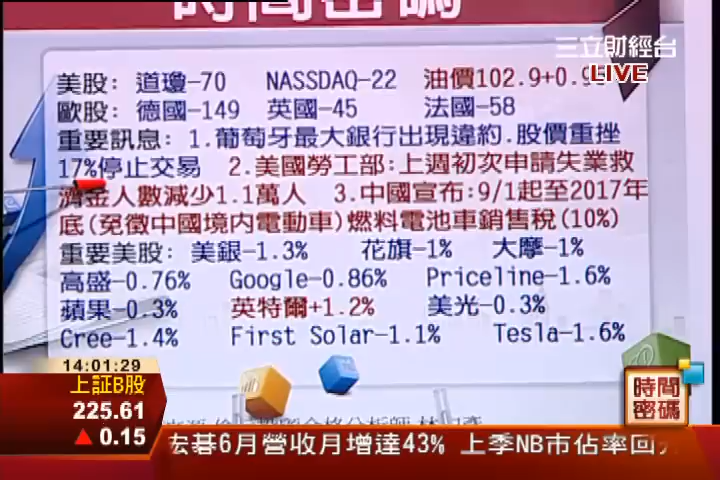 時間密碼
三立財經台
LIVE
美股: 道瓊-70 NASSDAQ-22 油價102.9+0.9
歐股: 德國-149 英國-45 法國-58
重要訊息: 1.葡萄牙最大銀行出現違約.股價重挫
17%停止交易 2.美國勞工部:上週初次申請失業救
濟金人數減少1.1萬人 3.中國宣布:9/1起至2017年
底(免徵中國境內電動車)燃料電池車銷售稅(10%)
重要美股: 美銀-1.3% 花旗-1% 大摩-1%
高盛-0.76% Google-0.86% Priceline-1.6%
蘋果-0.3% 英特爾+1.2% 美光-0.3%
Cree-1.4% First Solar-1.1% Tesla-1.6%
14:01:29
上証B股
225.61
▲0.15
時間
密碼
宏碁6月營收月增達43% 上季NB市佔率回